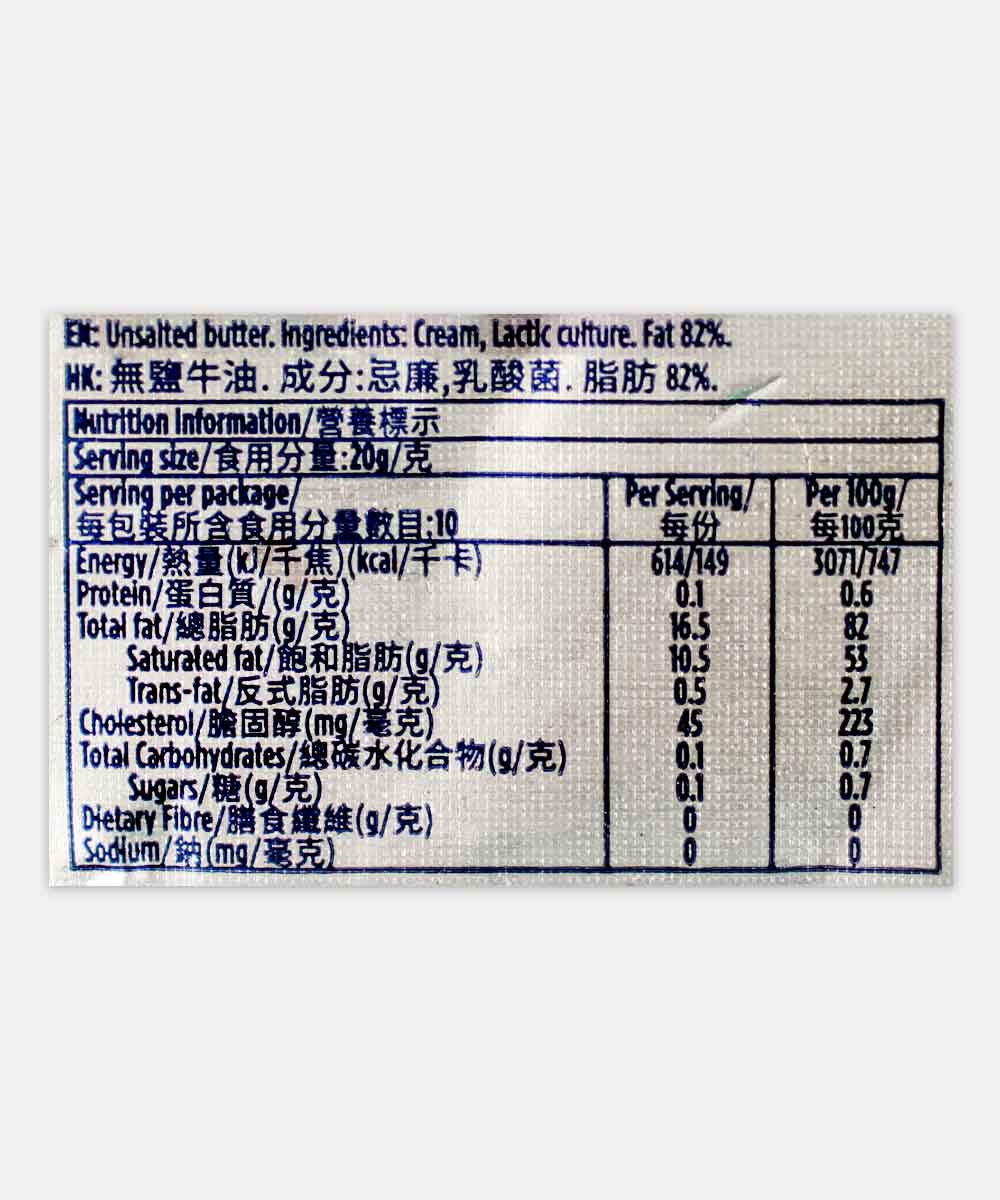 EN: Unsalted butter. Ingredients: Cream, Lactic culture. Fat 82%.
HK: 無鹽牛油. 成分:忌廉,乳酸菌. 脂肪 82%.
Nutrition Information/營養標示
Serving size/食用分量:20g/克
Serving per package/
每包裝所含食用分量數目:10
Per Serving/
每份
Per 100g/
每100克
Energy/熱量(kJ/千焦)(kcal/千卡) 614/149 3071/747
Protein/蛋白質/(g/克) 0.1 0.6
Total fat/總脂肪(g/克) 16.5 82
Saturated fat/飽和脂肪(g/克) 10.5 53
Trans-fat/反式脂肪(g/克) 0.5 2.7
Cholesterol/膽固醇(mg/毫克) 45 223
Total Carbohydrates/總碳水化合物(g/克) 0.1 0.7
Sugars/糖(g/克) 0.1 0.7
Dietary Fibre/膳食纖維(g/克) 0 0
Sodium/鈉(mg/毫克) 0 0